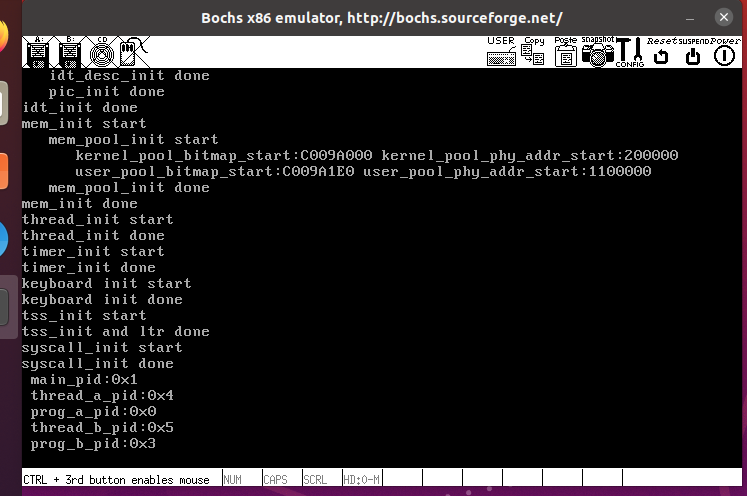 Bochs x86 emulator, http://bochs.sourceforge.net/
A: B: CD USER Copy Paste snapshot CONFIG Reset SUSPEND Power
idt_desc_init done
pic_init done
idt_init done
mem_init start
mem_pool_init start
kernel_pool_bitmap_start:C009A000 kernel_pool_phy_addr_start:200000
user_pool_bitmap_start:C009A1E0 user_pool_phy_addr_start:1100000
mem_pool_init done
mem_init done
thread_init start
thread_init done
timer_init start
timer_init done
keyboard init start
keyboard init done
tss_init start
tss_init and ltr done
syscall_init start
syscall_init done
main_pid:0x1
thread_a_pid:0x4
prog_a_pid:0x0
thread_b_pid:0x5
prog_b_pid:0x3
CTRL + 3rd button enables mouse NUM CAPS SCRL HD:0-M